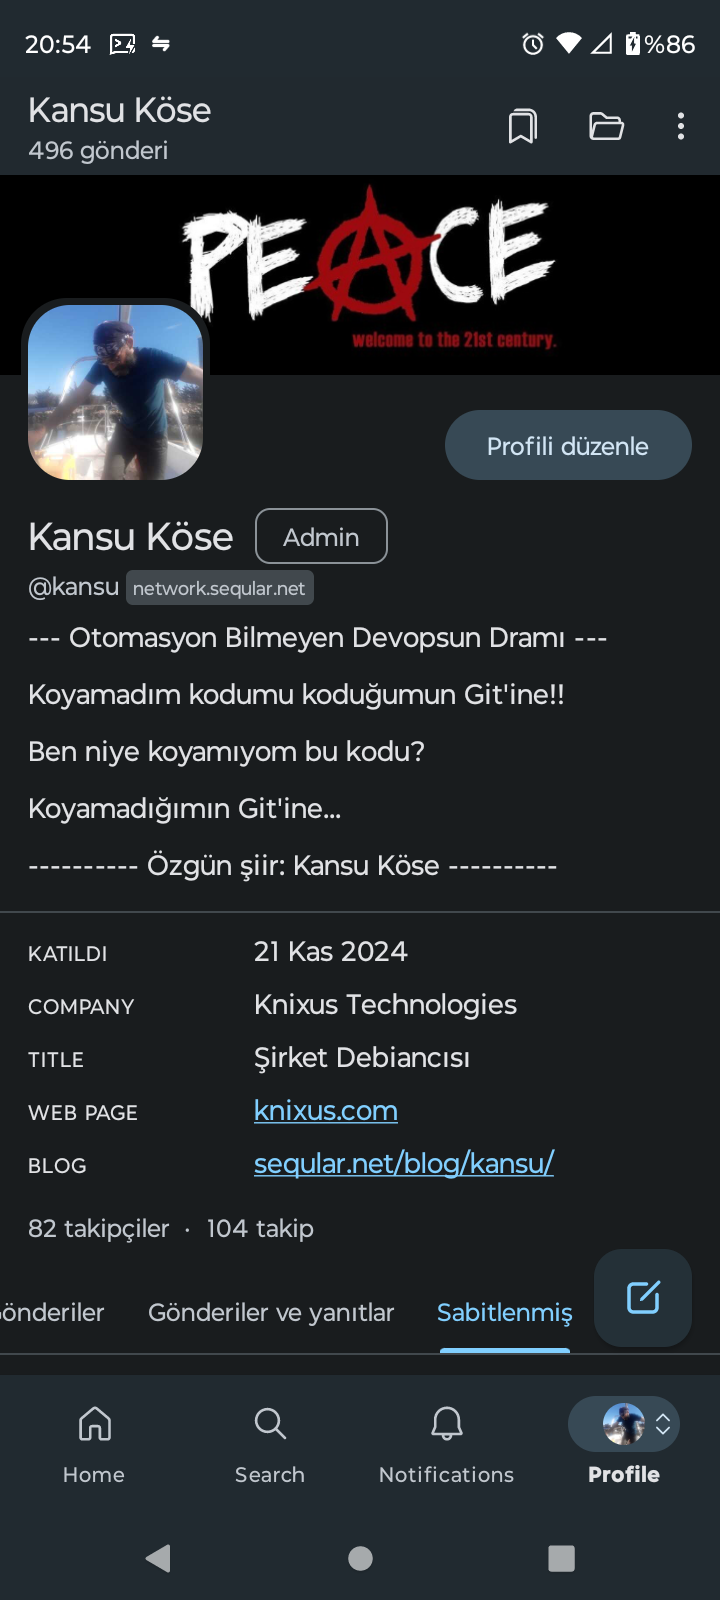 20:54 %86
Kansu Köse
496 gönderi
PEACE
welcome to the 21st century.
Profili düzenle
Kansu Köse Admin
@kansu network.seqular.net
--- Otomasyon Bilmeyen Devopsun Dramı ---
Koyamadım kodumu koduğumun Git'ine!!
Ben niye koyamıyom bu kodu?
Koyamadığımın Git'ine...
---------- Özgün şiir: Kansu Köse ----------
KATILDI 21 Kas 2024
COMPANY Knixus Technologies
TITLE Şirket Debiancısı
WEB PAGE knixus.com
BLOG seqular.net/blog/kansu/
82 takipçiler · 104 takip
önderiler Gönderiler ve yanıtlar Sabitlenmiş
Home Search Notifications Profile